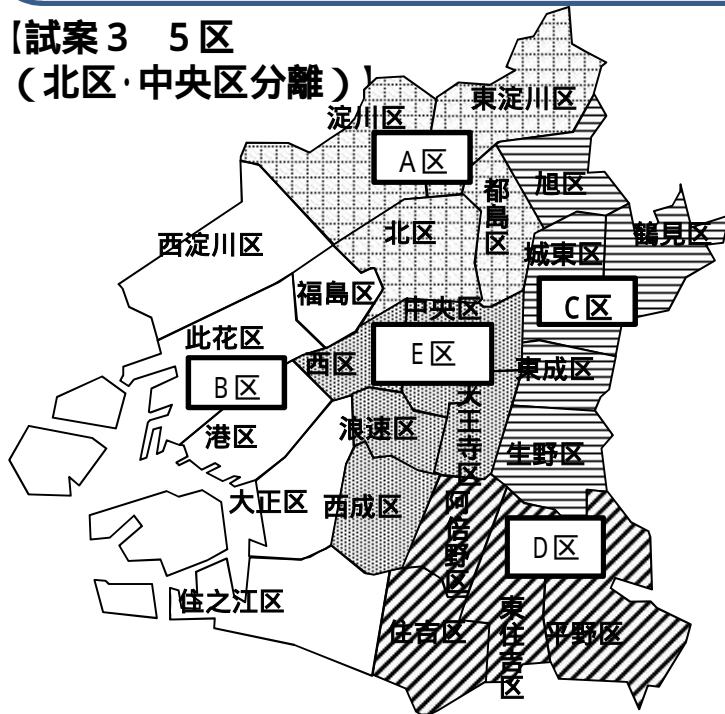 【試案３　５区
（北区・中央区分離）】
東淀川区
淀川区
A区
都島区
旭区
鶴見区
北区
城東区
西淀川区
福島区
中央区
C区
此花区
西区
E区
東成区
B区
天王寺区
浪速区
港区
生野区
大正区
西成区
阿倍野区
D区
住之江区
住吉区
東住吉区
平野区